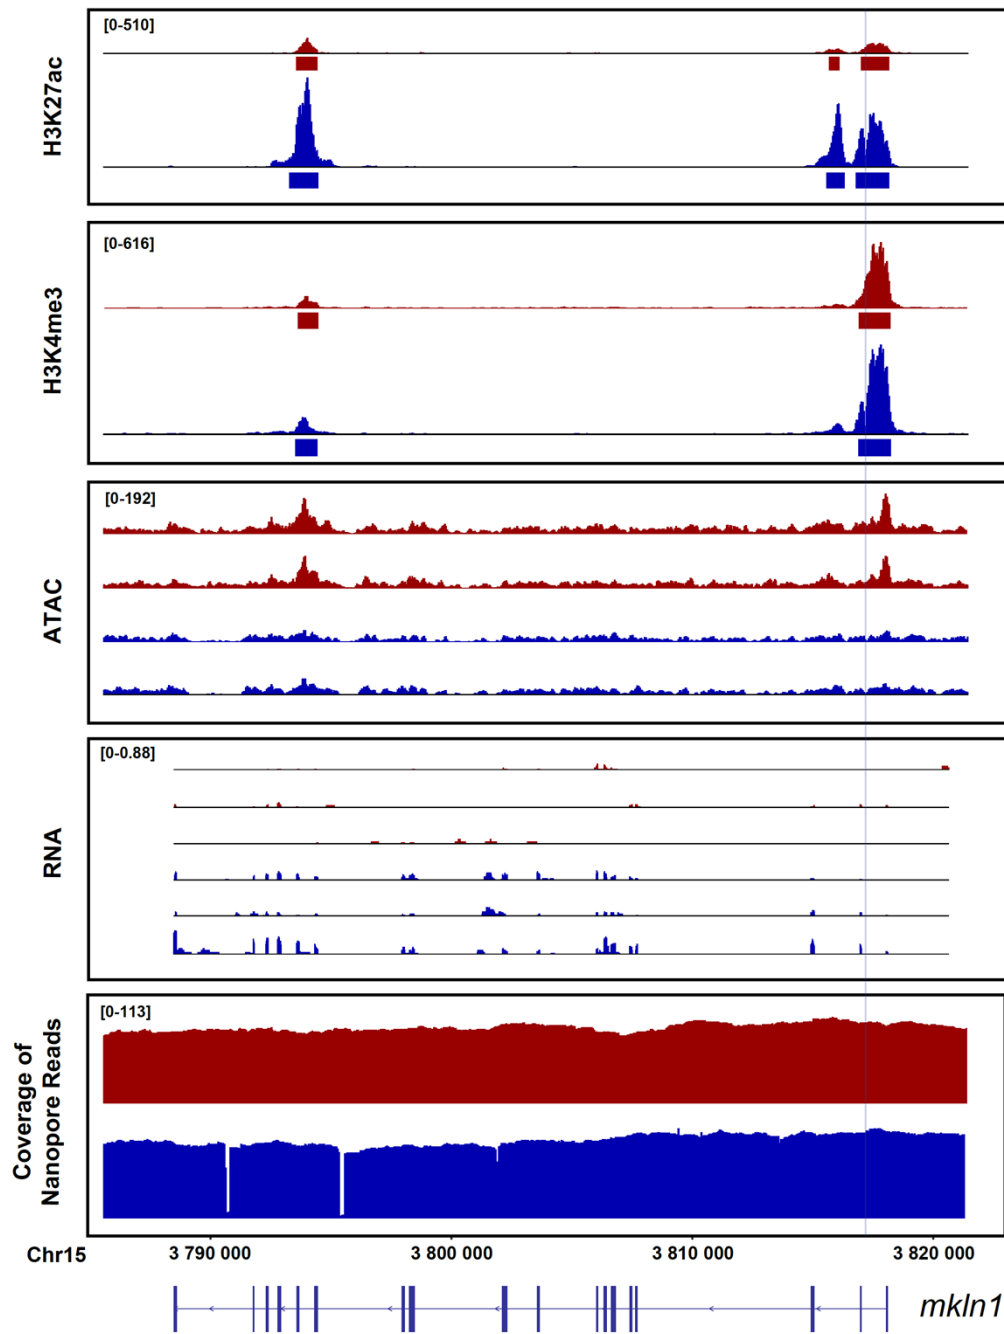 [0-510]
H3K27ac
[0-616]
H3K4me3
[0-192]
ATAC
[0-0.88]
RNA
[0-113]
Coverage of
Nanopore Reads
Chr15 3 790 000 3 800 000 3 810 000 3 820 000
mkln1